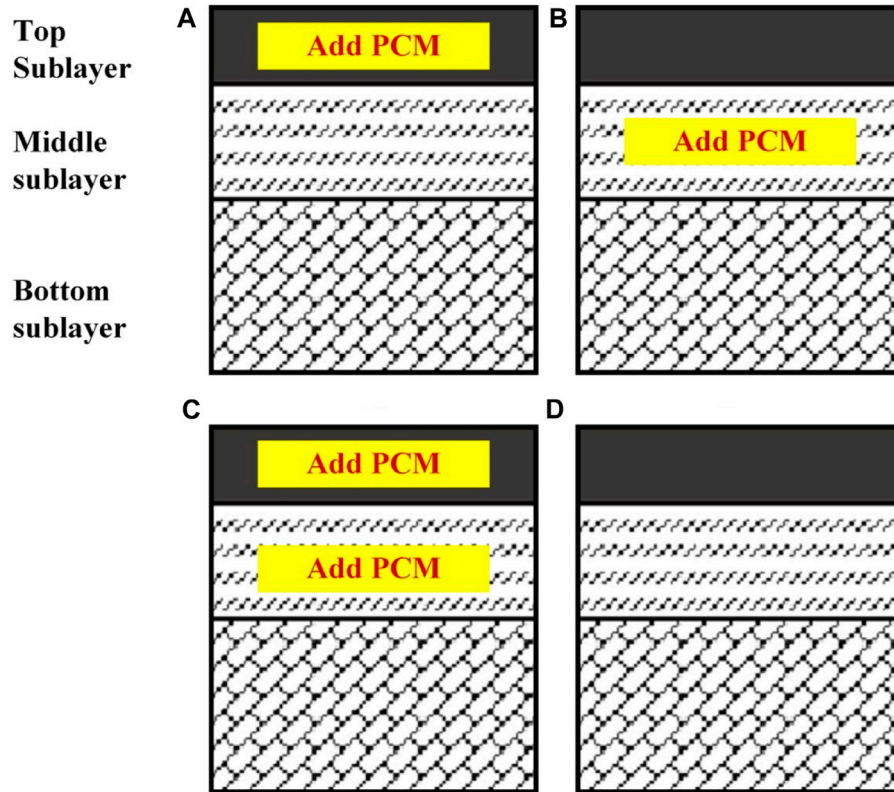 A
B
Top
Sublayer
Add PCM
Middle
sublayer
Add PCM
Bottom
sublayer
C
D
Add PCM
Add PCM